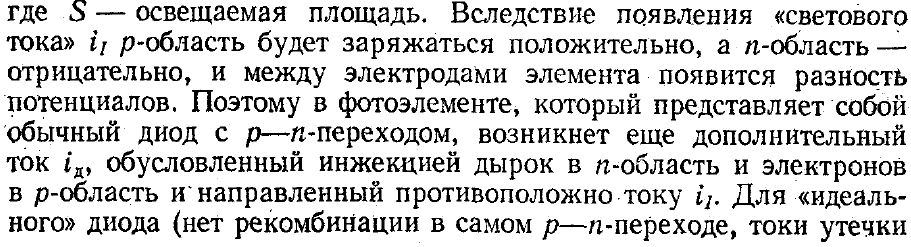 где S — освещаемая площадь. Вследствие появления «светового
тока» i_l p-область будет заряжаться положительно, а n-область —
отрицательно, и между электродами элемента появится разность
потенциалов. Поэтому в фотоэлементе, который представляет собой
обычный диод с p—n-переходом, возникнет еще дополнительный
ток i_д, обусловленный инжекцией дырок в n-область и электронов
в p-область и направленный противоположно току i_l. Для «идеаль-
ного» диода (нет рекомбинации в самом p—n-переходе, токи утечки